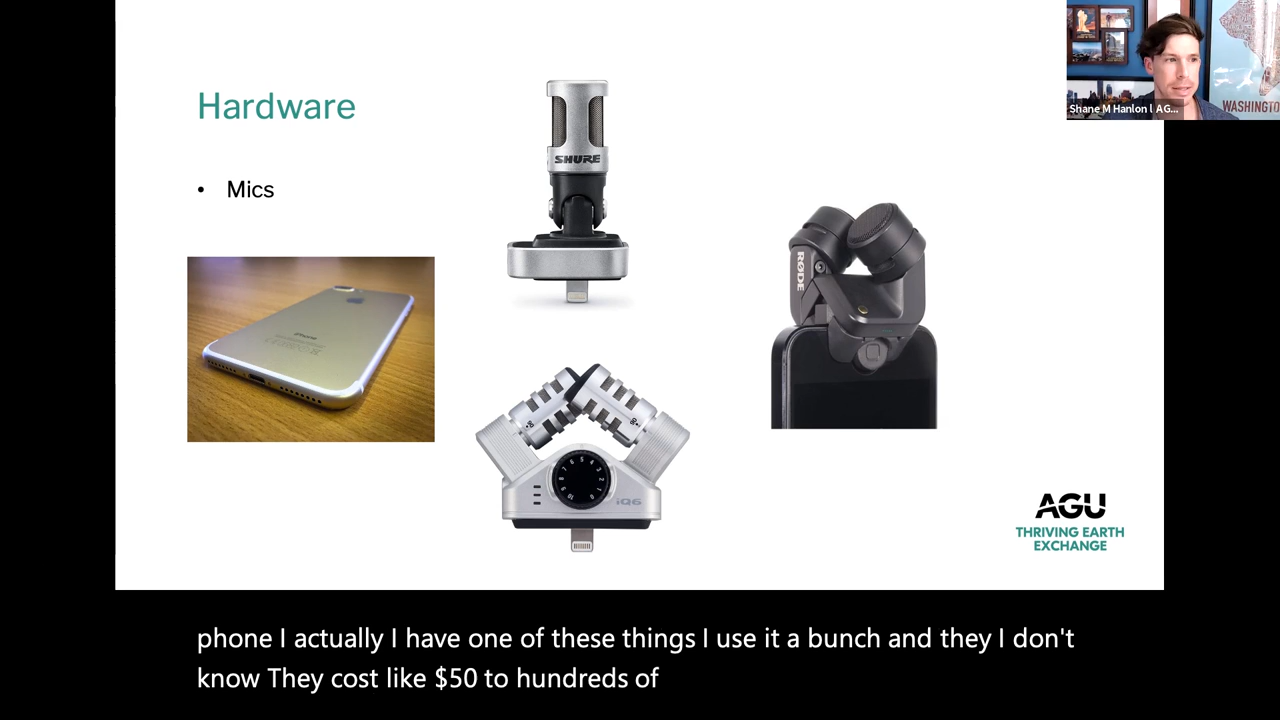 Hardware
• Mics
SHURE
RØDE
iPhone
iQ6
AGU
THRIVING EARTH
EXCHANGE
Shane M Hanlon l AG...
WASHINGTO
phone I actually I have one of these things I use it a bunch and they I don't
know They cost like $50 to hundreds of